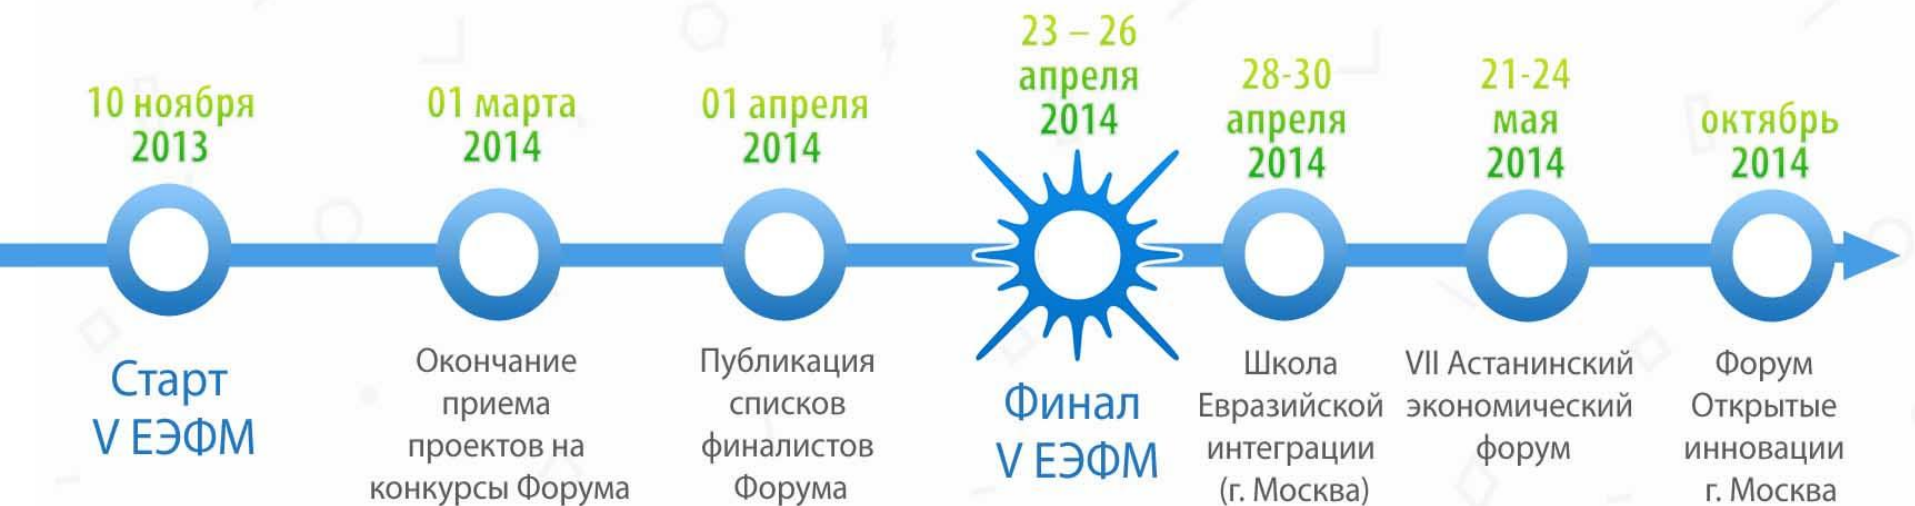 10 ноября
2013
Старт
V ЕЭФМ
01 марта
2014
Окончание
приема
проектов на
конкурсы Форума
01 апреля
2014
Публикация
списков
финалистов
Форума
23 – 26
апреля
2014
Финал
V ЕЭФМ
28-30
апреля
2014
Школа
Евразийской
интеграции
(г. Москва)
21-24
мая
2014
VII Астанинский
экономический
форум
октябрь
2014
Форум
Открытые
инновации
г. Москва